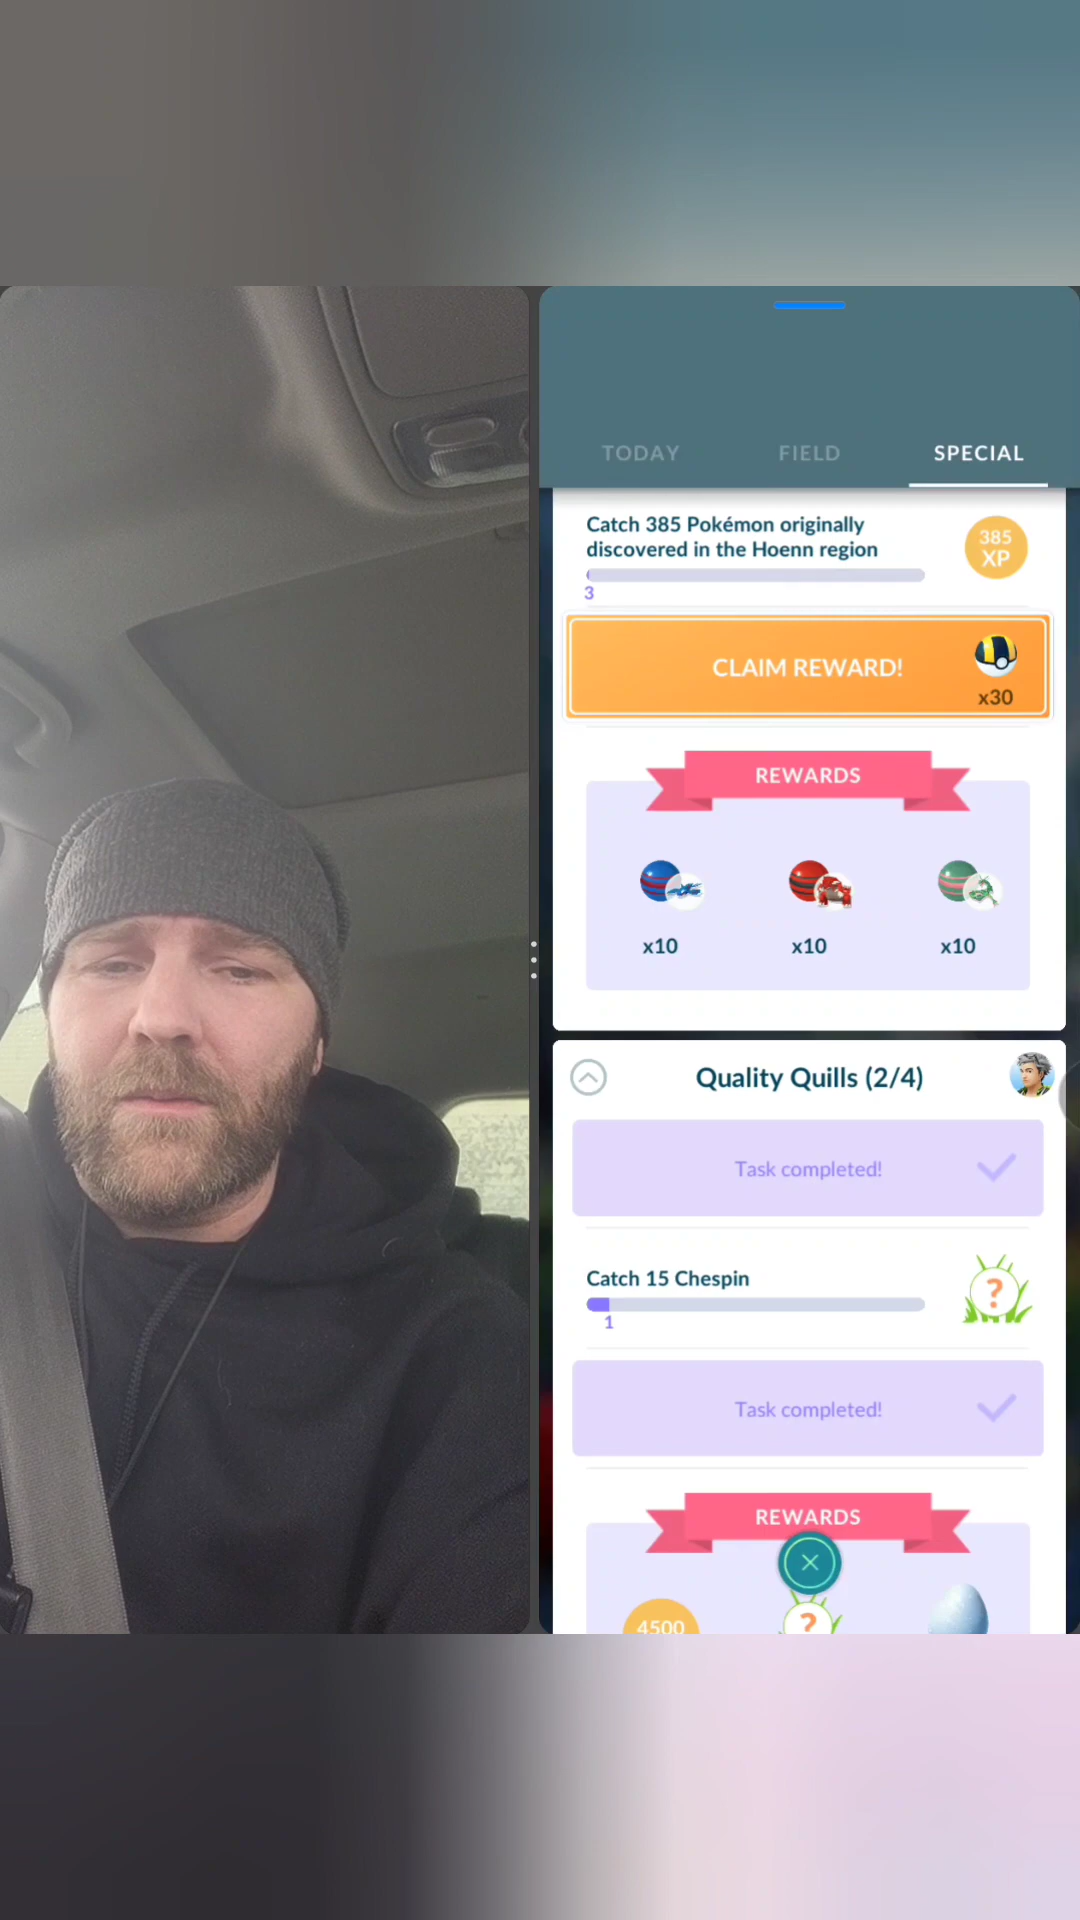 TODAY
FIELD
SPECIAL
Catch 385 Pokémon originally
discovered in the Hoenn region
385
XP
3
CLAIM REWARD!
x30
REWARDS
x10
x10
x10
Quality Quills (2/4)
Task completed!
Catch 15 Chespin
?
1
Task completed!
REWARDS
4500
?